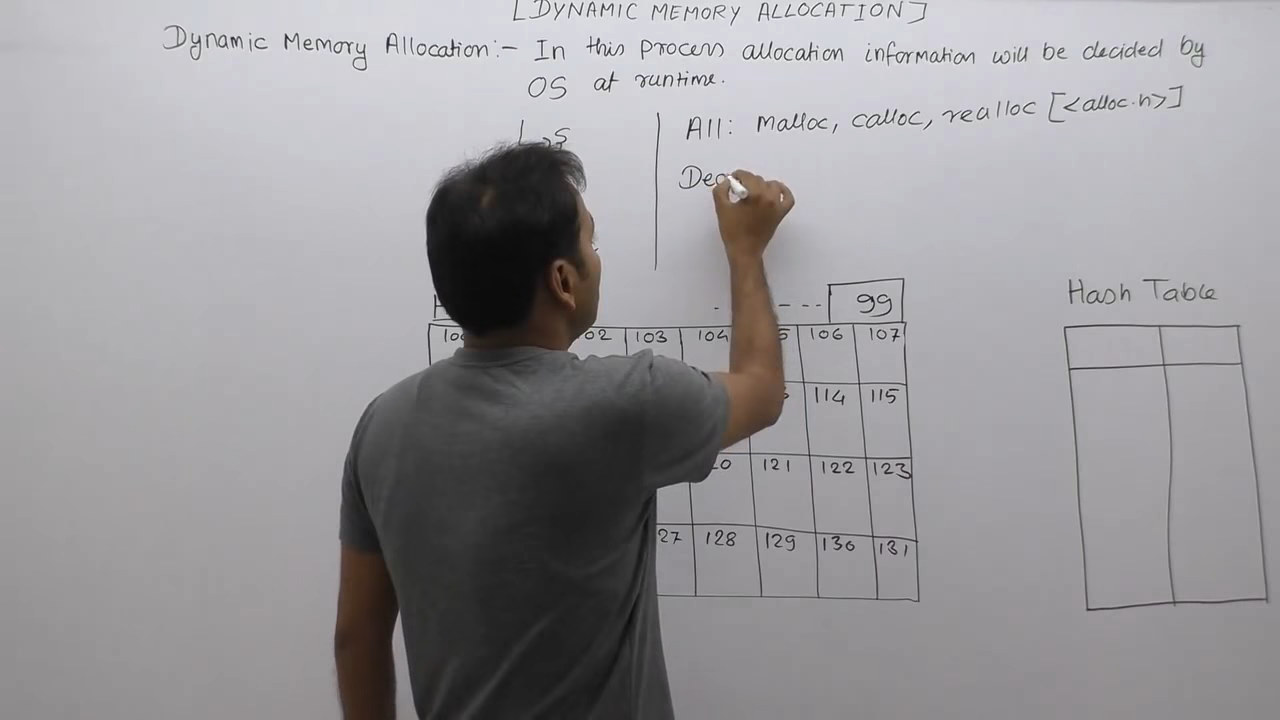 [DYNAMIC MEMORY ALLOCATION]
Dynamic Memory Allocation:- In this process allocation information will be decided by
OS at runtime.
All: malloc, calloc, realloc [<alloc.h>]
99
Hash Table
103 104 106 107
114 115
121 122 123
128 129 130 131